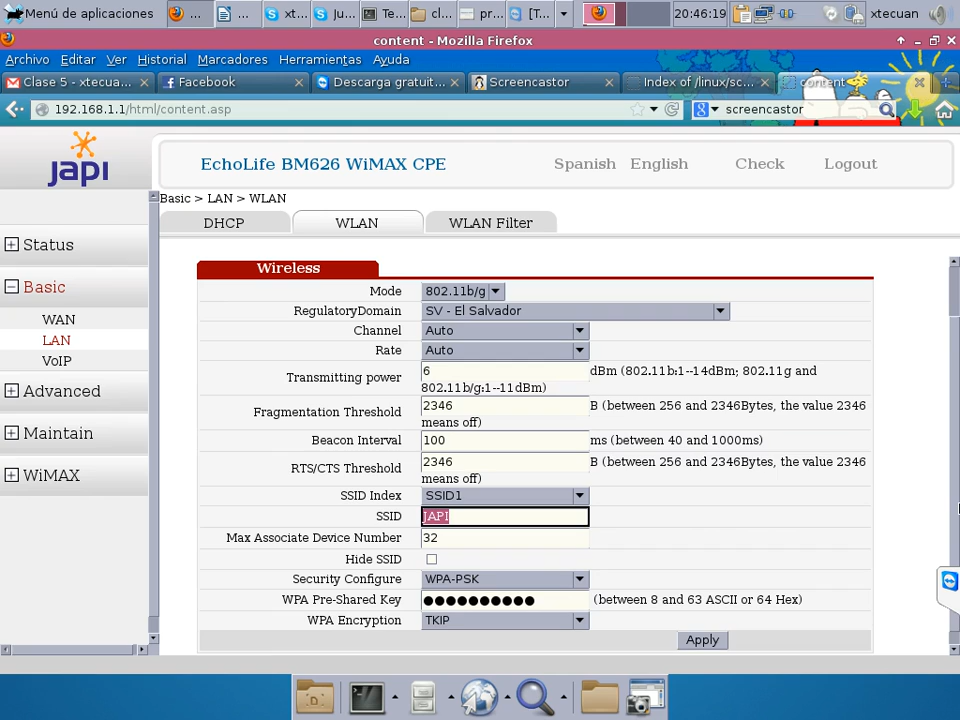 Menú de aplicaciones ... ... xt... Ju... Te... cl... pr... [T... 20:46:19 xtecuan
content - Mozilla Firefox
Archivo Editar Ver Historial Marcadores Herramientas Ayuda
Clase 5 - xtecua... Facebook Descarga gratuit... Screencastor Index of /linux/sc... content
192.168.1.1/html/content.asp screencastor
japi
EchoLife BM626 WiMAX CPE Spanish English Check Logout
Basic > LAN > WLAN
DHCP WLAN WLAN Filter
Status
Basic
WAN
LAN
VoIP
Advanced
Maintain
WiMAX
Wireless
Mode 802.11b/g
RegulatoryDomain SV - El Salvador
Channel Auto
Rate Auto
Transmitting power 6 dBm (802.11b:1--14dBm; 802.11g and
802.11b/g:1--11dBm)
Fragmentation Threshold 2346 B (between 256 and 2346Bytes, the value 2346
means off)
Beacon Interval 100 ms (between 40 and 1000ms)
RTS/CTS Threshold 2346 B (between 256 and 2346Bytes, the value 2346
means off)
SSID Index SSID1
SSID JAPI
Max Associate Device Number 32
Hide SSID
Security Configure WPA-PSK
WPA Pre-Shared Key ●●●●●●●●●● (between 8 and 63 ASCII or 64 Hex)
WPA Encryption TKIP
Apply